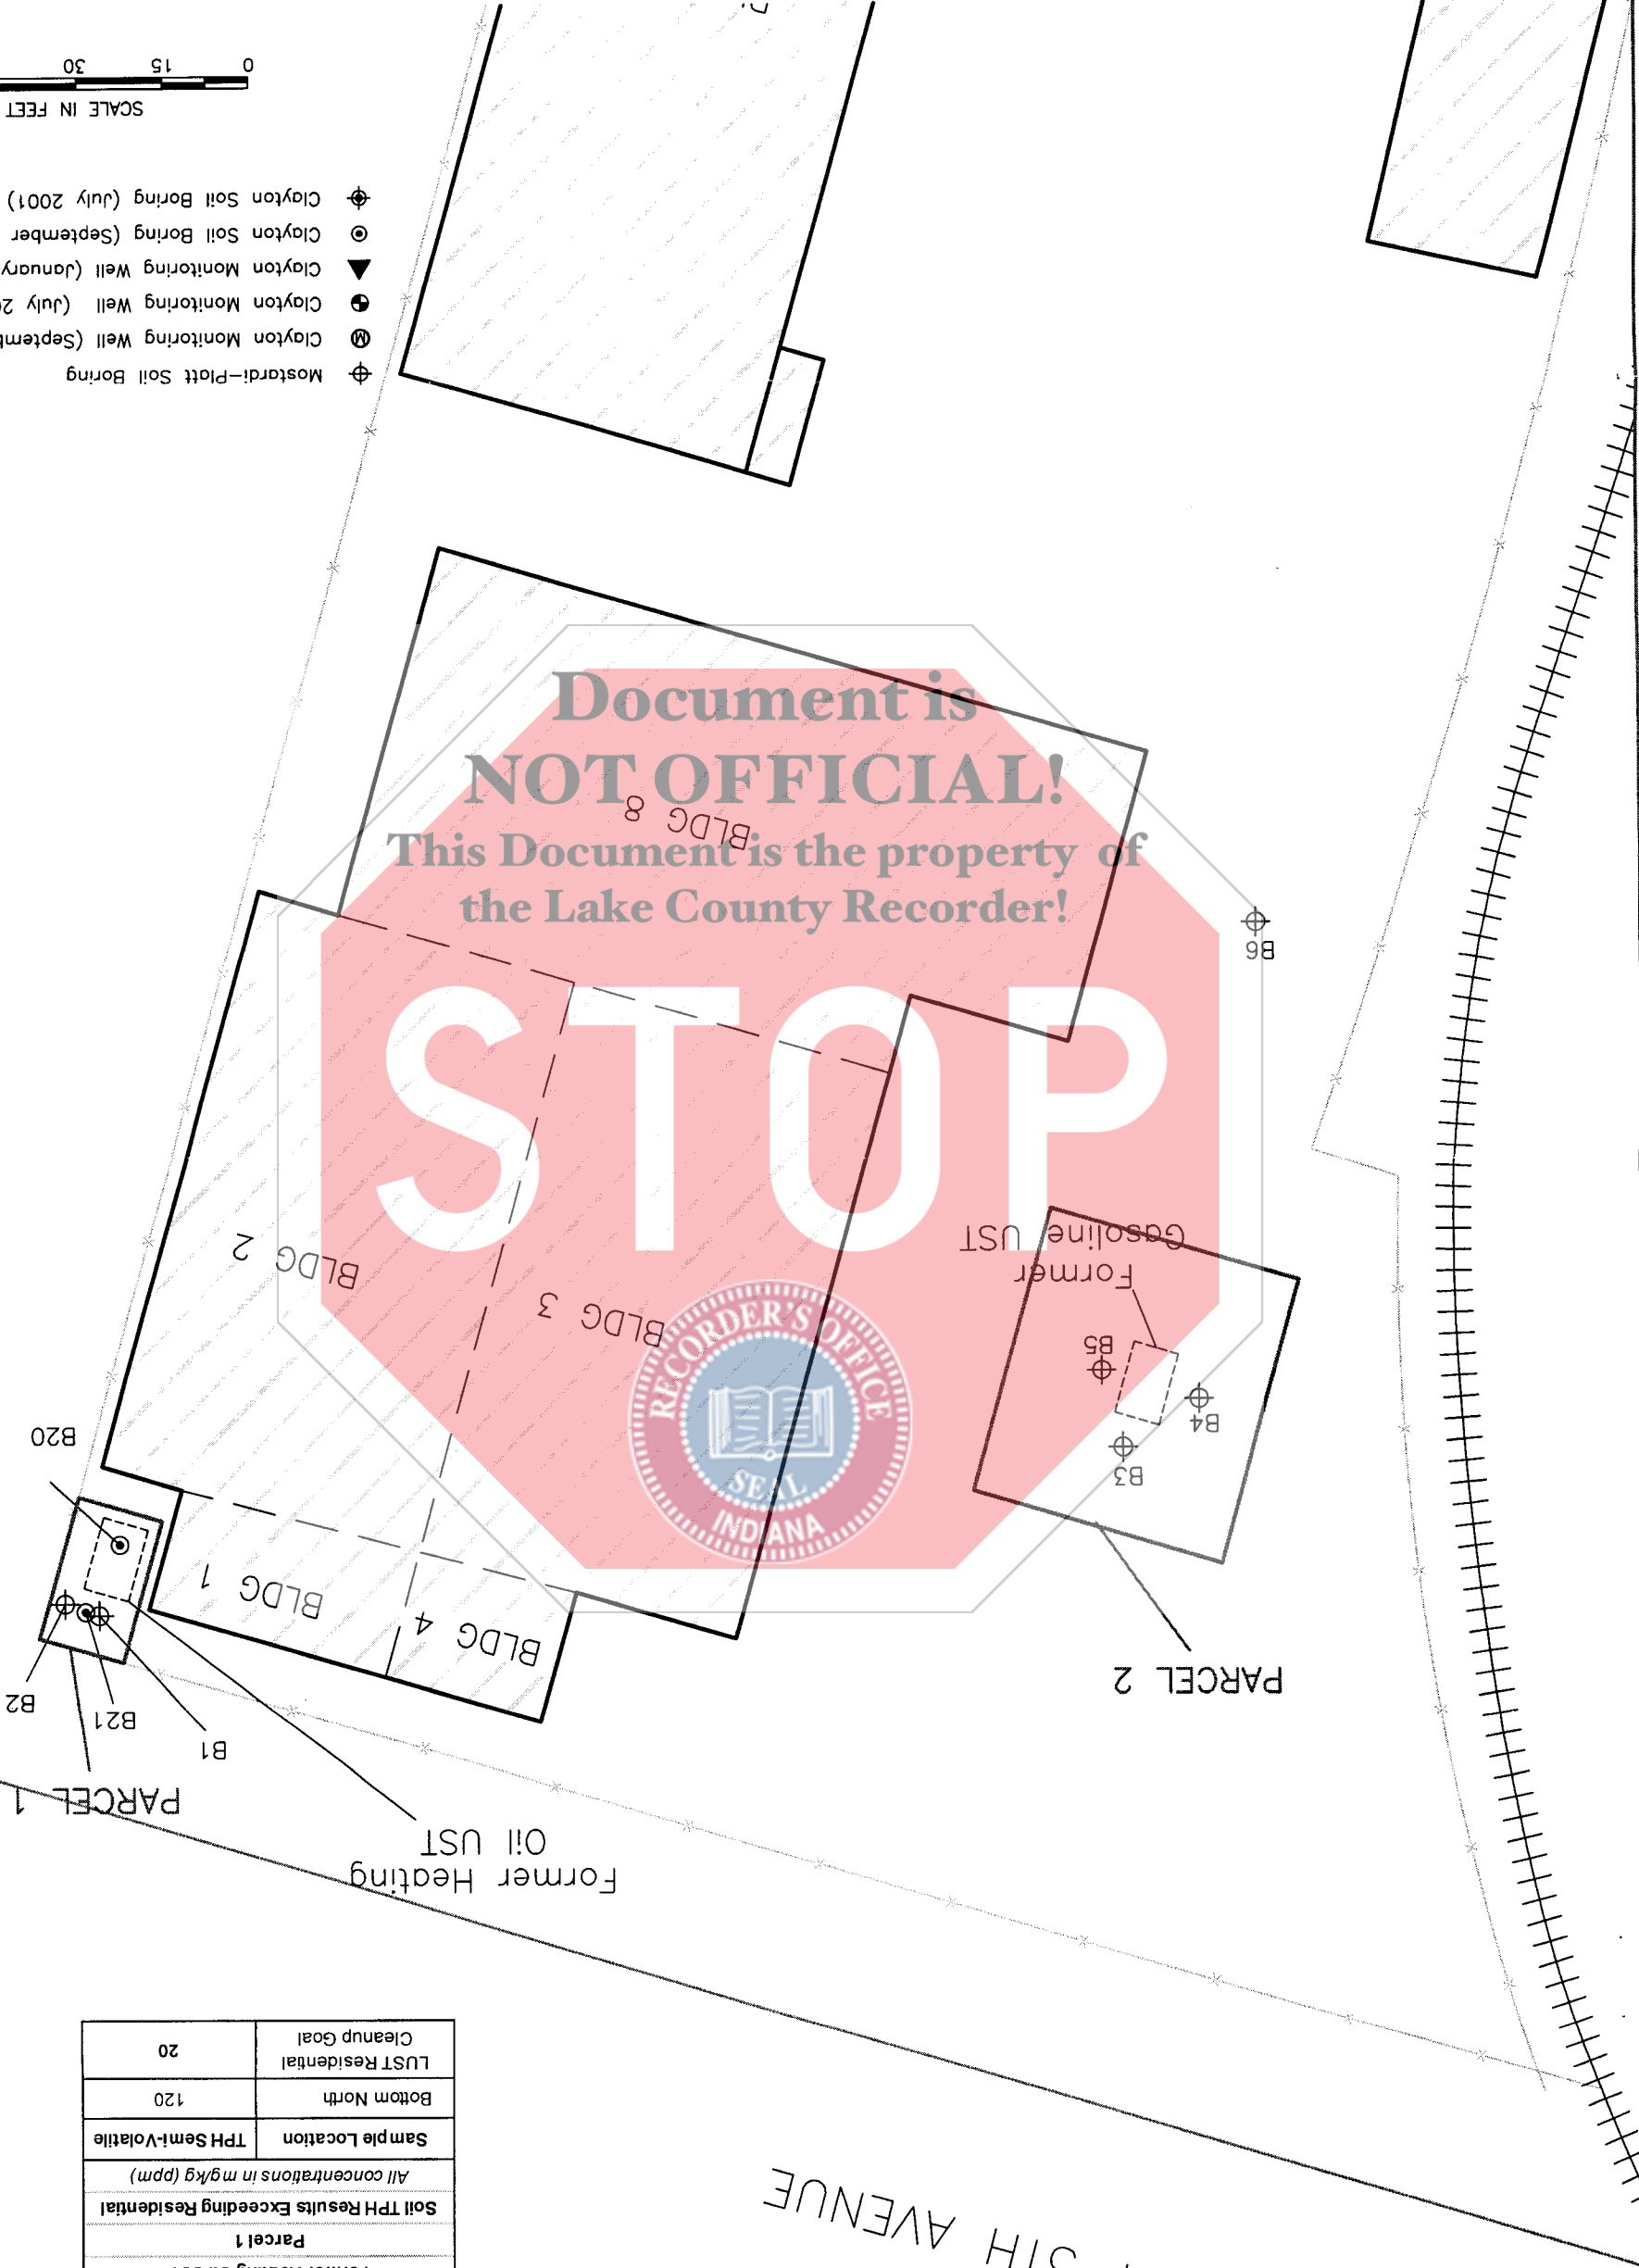 5TH AVENUE
Parcel 1
Soil TPH Results Exceeding Residential
All concentrations in mg/kg (ppm)
Sample Location TPH Semi-Volatile
Bottom North 120
LUST Residential
Cleanup Goal 20
Former Heating
Oil UST
PARCEL 1
B1
B21
B2
B20
PARCEL 2
BLDG 4
BLDG 1
BLDG 3
BLDG 2
BLDG 8
B3
B4
B5
Former
Gasoline UST
B6
Mostardi-Platt Soil Boring
Clayton Monitoring Well (Septemb
Clayton Monitoring Well (July 2
Clayton Monitoring Well (January
Clayton Soil Boring (September
Clayton Soil Boring (July 2001)
SCALE IN FEET
0 15 30
Document is
NOT OFFICIAL!
This Document is the property of
the Lake County Recorder!
STOP
RECORDER'S OFFICE
SEAL
INDIANA